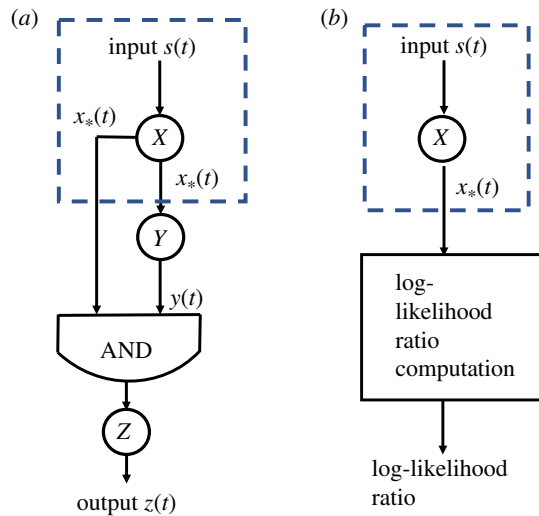 (a)
input s(t)
x*(t)
X
x*(t)
Y
y(t)
AND
Z
output z(t)
(b)
input s(t)
X
x*(t)
log-
likelihood
ratio
computation
log-likelihood
ratio